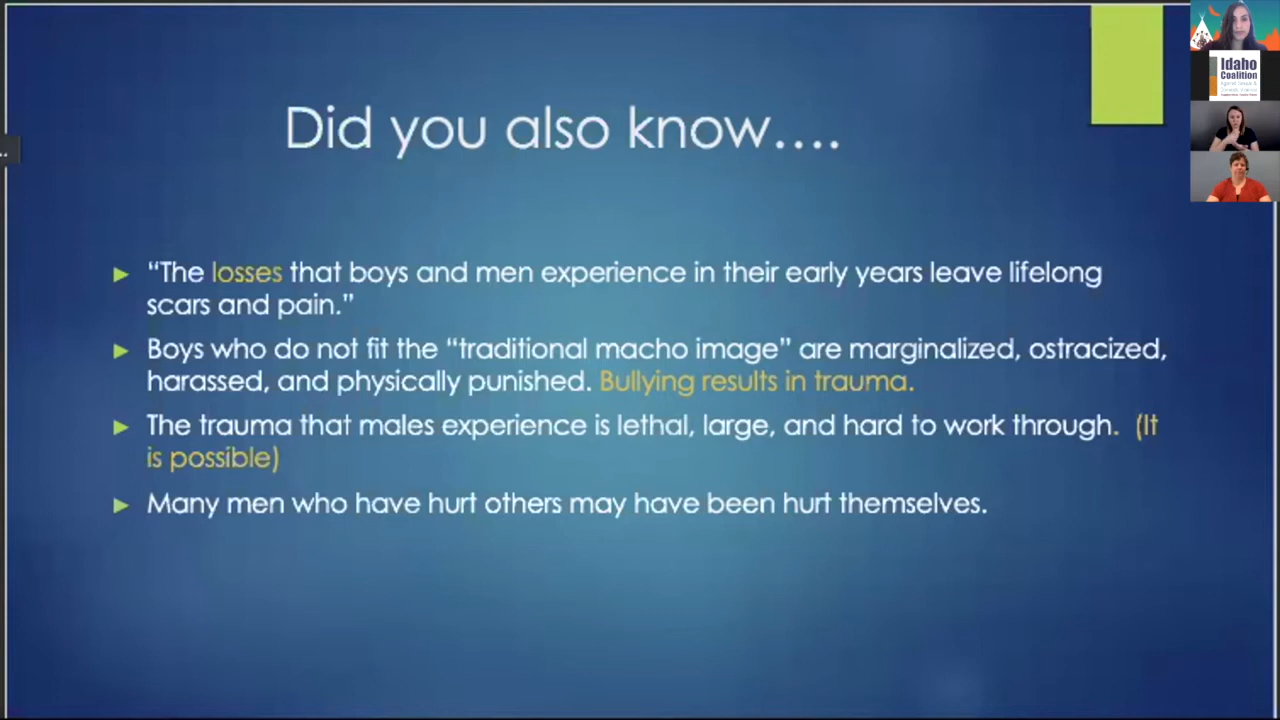 Did you also know....
“The losses that boys and men experience in their early years leave lifelong
scars and pain.”
Boys who do not fit the “traditional macho image” are marginalized, ostracized,
harassed, and physically punished. Bullying results in trauma.
The trauma that males experience is lethal, large, and hard to work through. (It
is possible)
Many men who have hurt others may have been hurt themselves.
Idaho
Coalition